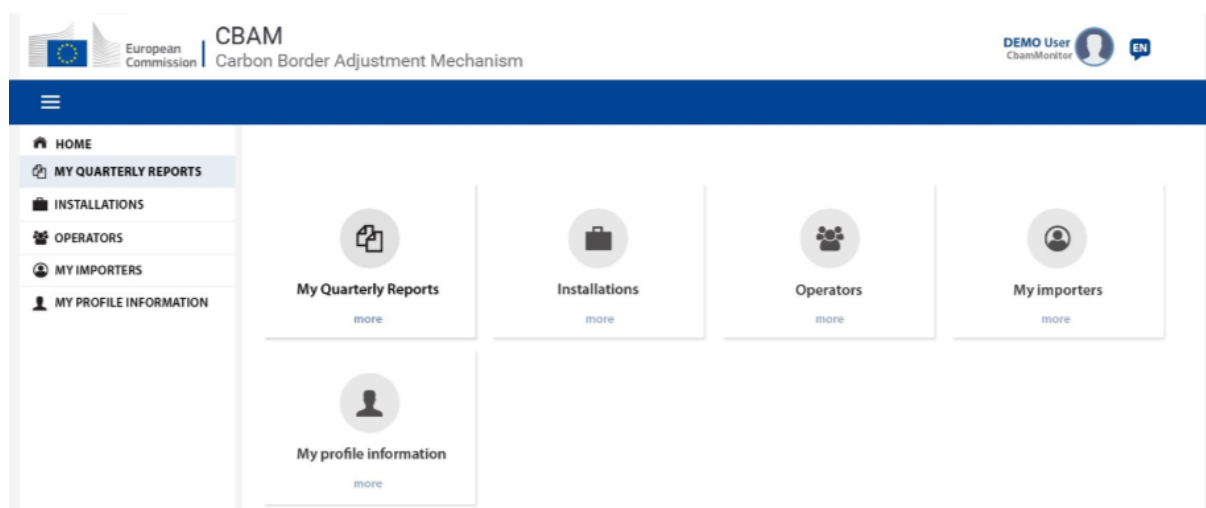 European
Commission
CBAM
Carbon Border Adjustment Mechanism
DEMO User
CbamMonitor
EN
HOME
MY QUARTERLY REPORTS
INSTALLATIONS
OPERATORS
MY IMPORTERS
MY PROFILE INFORMATION
My Quarterly Reports
more
Installations
more
Operators
more
My importers
more
My profile information
more